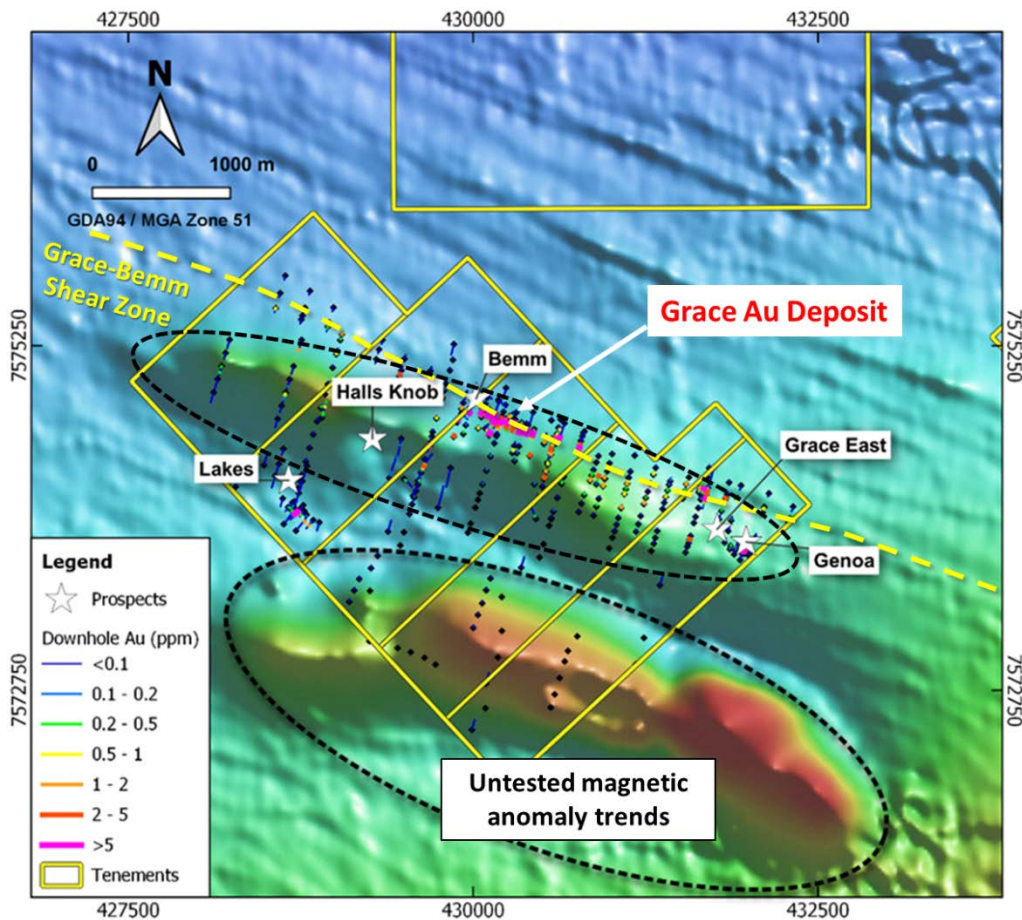 427500
430000
432500
N
0
1000 m
GDA94 / MGA Zone 51
Grace-Bemm
Shear Zone
Grace Au Deposit
7575250
7575250
Bemm
Halls Knob
Grace East
Lakes
Genoa
Legend
Prospects
Downhole Au (ppm)
<0.1
0.1 - 0.2
0.2 - 0.5
0.5 - 1
1 - 2
2 - 5
>5
Tenements
7572750
7572750
Untested magnetic
anomaly trends
427500
430000
432500